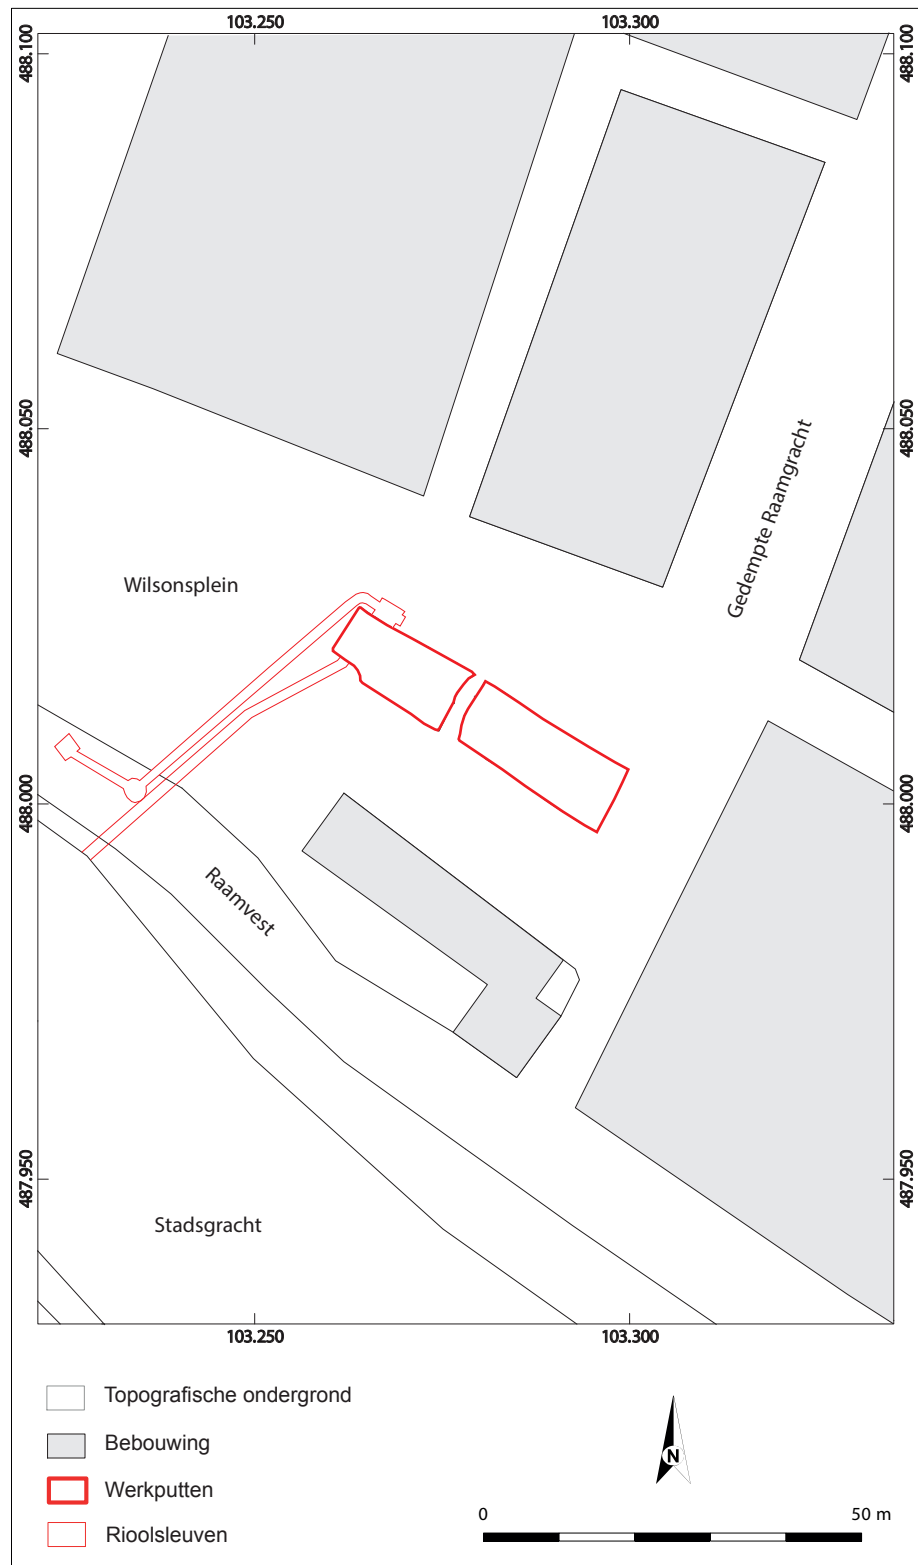 103.250
103.300
488.100
488.100
488.050
488.050
Gedempte Raamgracht
Wilsonsplein
488.000
488.000
Raamvest
487.950
487.950
Stadsgracht
103.250
103.300
Topografische ondergrond
Bebouwing
Werkputten
Rioolsleuven
N
0
50 m